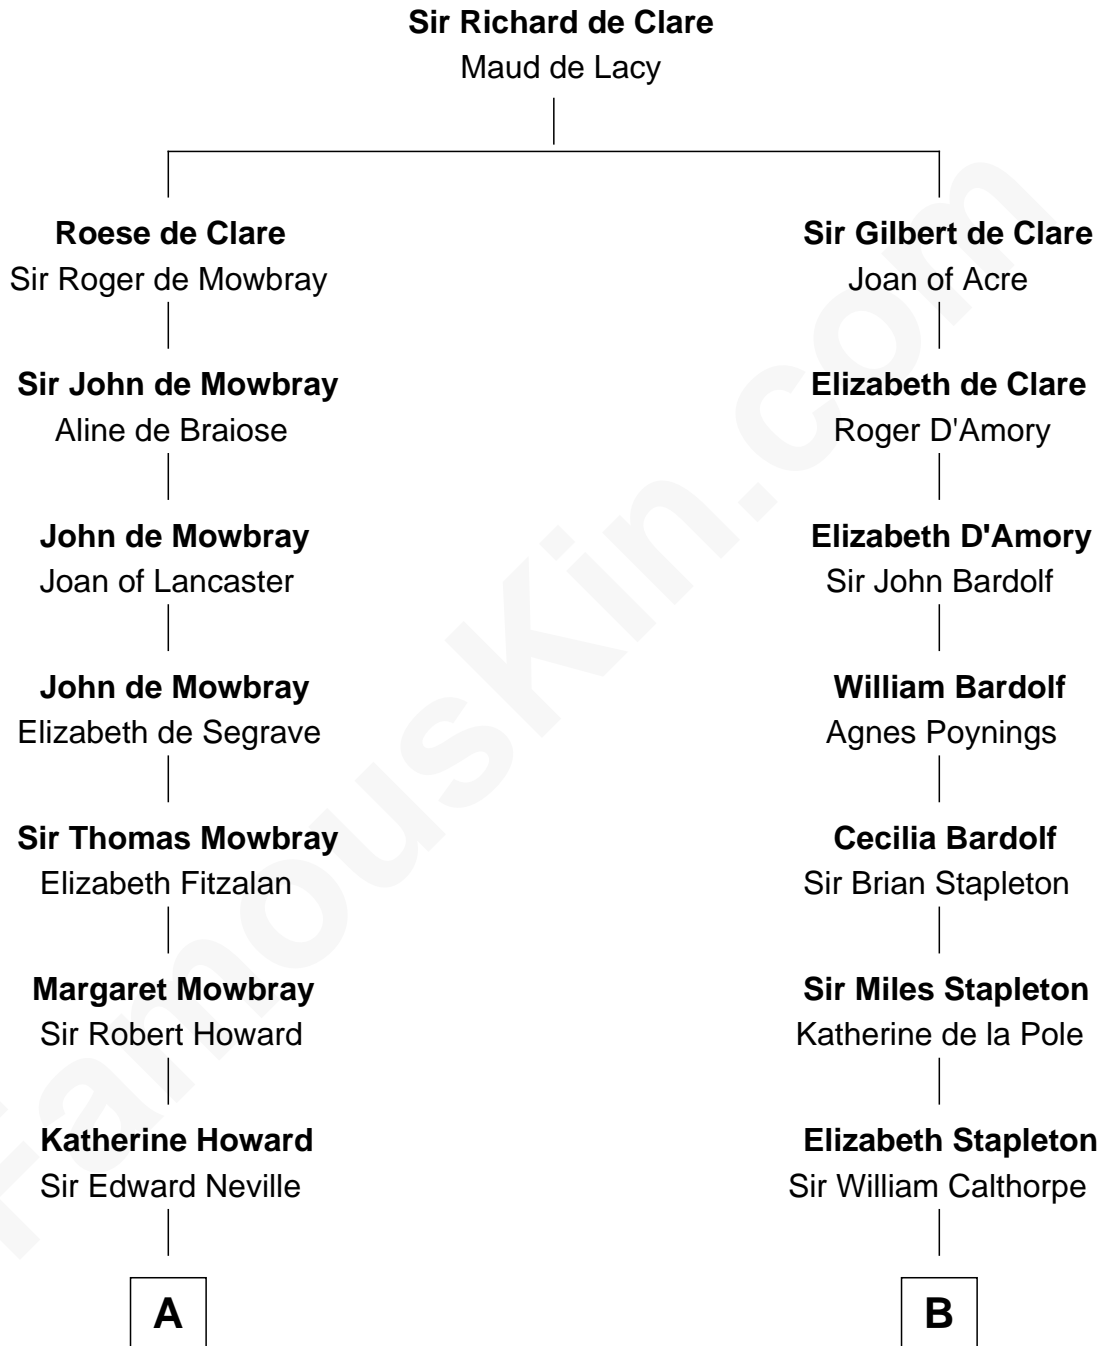 Sir Richard de Clare
Maud de Lacy
Roese de Clare
Sir Roger de Mowbray
Sir Gilbert de Clare
Joan of Acre
Sir John de Mowbray
Aline de Braiose
Elizabeth de Clare
Roger D'Amory
John de Mowbray
Joan of Lancaster
Elizabeth D'Amory
Sir John Bardolf
John de Mowbray
Elizabeth de Segrave
William Bardolf
Agnes Poynings
Sir Thomas Mowbray
Elizabeth Fitzalan
Cecilia Bardolf
Sir Brian Stapleton
Margaret Mowbray
Sir Robert Howard
Sir Miles Stapleton
Katherine de la Pole
Katherine Howard
Sir Edward Neville
Elizabeth Stapleton
Sir William Calthorpe
A
B
FamousKin.com